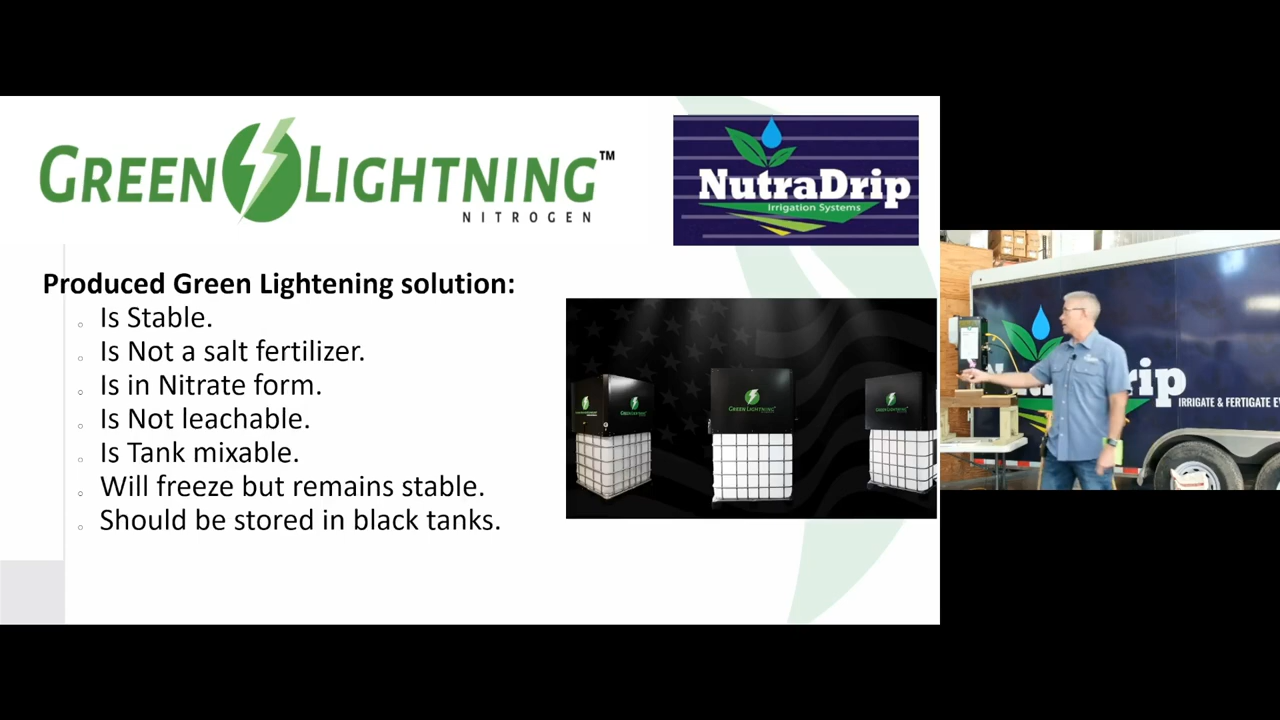 GREEN LIGHTNING™
NITROGEN
NutraDrip
Irrigation Systems
Produced Green Lightening solution:
Is Stable.
Is Not a salt fertilizer.
Is in Nitrate form.
Is Not leachable.
Is Tank mixable.
Will freeze but remains stable.
Should be stored in black tanks.
GREEN LIGHTNING
IRRIGATE & FERTIGATE